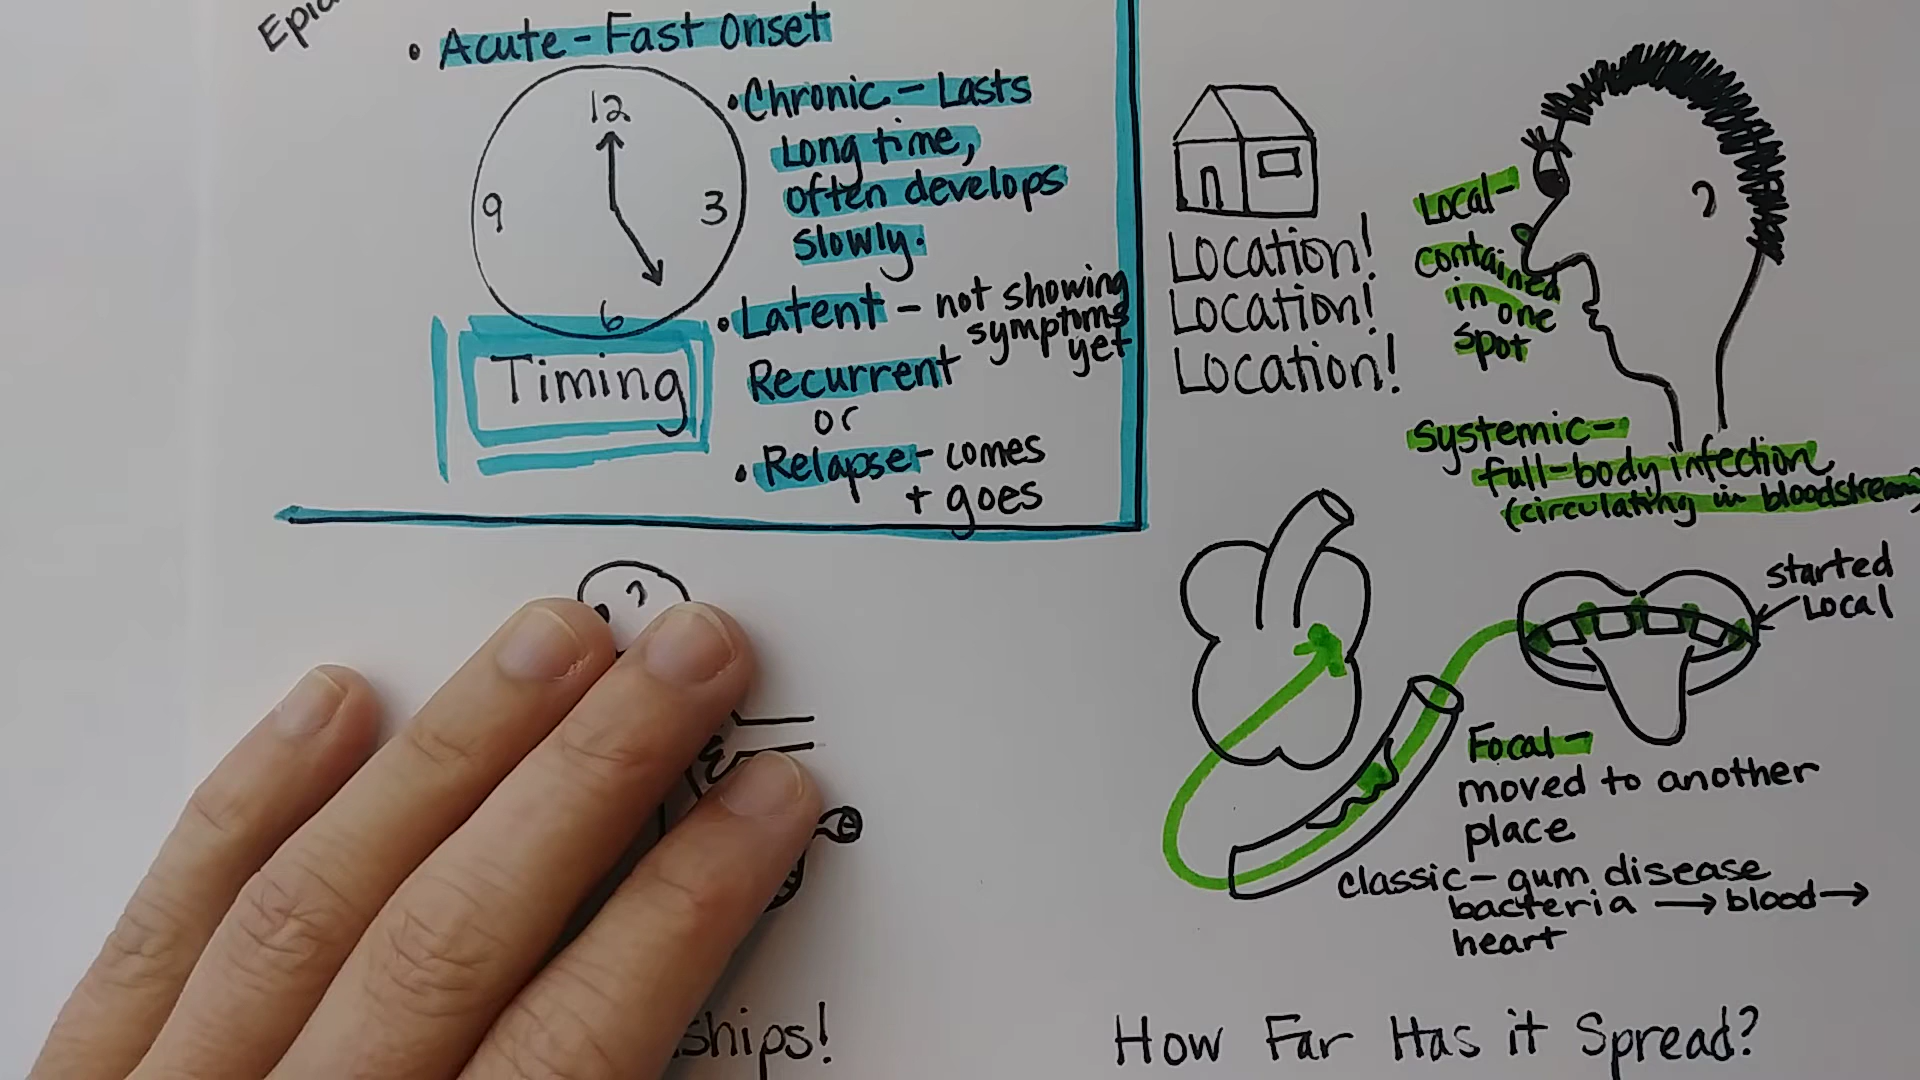 • Acute - Fast Onset
12
3
6
9
Timing
• Chronic - Lasts
Long time,
often develops
slowly.
• Latent - not showing
symptoms
yet
Recurrent
or
• Relapse - comes
+ goes
Location!
Location!
Location!
Local -
contained
in one
spot
Systemic -
full-body infection
(circulating in bloodstream)
started
Local
Focal -
moved to another
place
classic - gum disease
bacteria → blood →
heart
How Far Has it Spread?